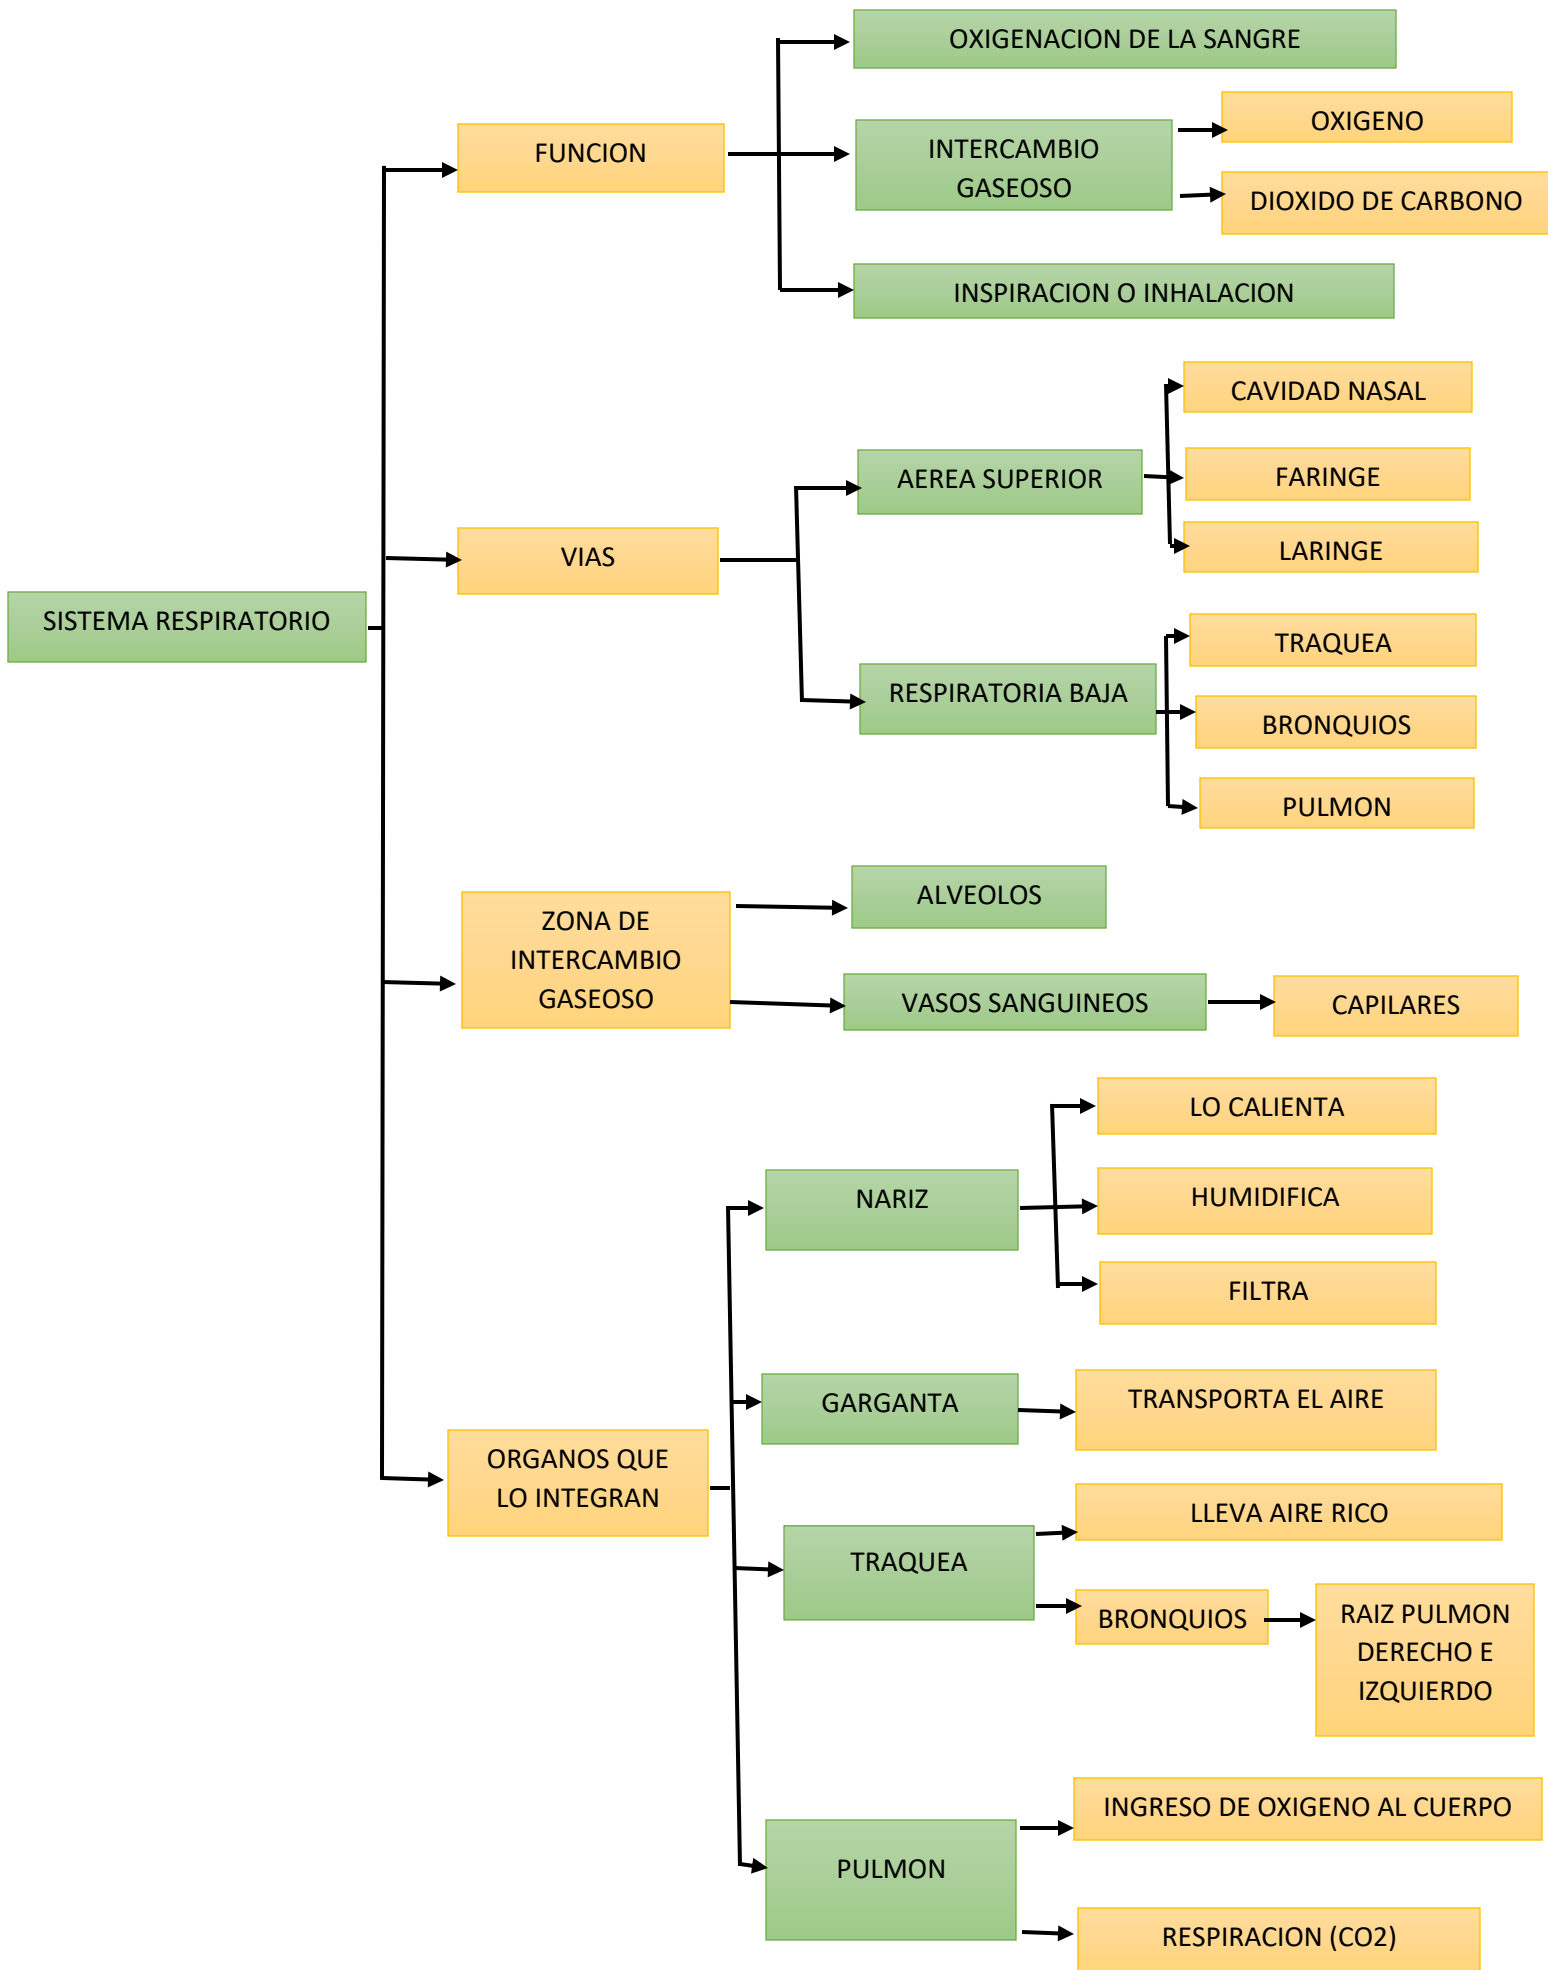 OXIGENACION DE LA SANGRE
FUNCION
INTERCAMBIO
GASEOSO
OXIGENO
DIOXIDO DE CARBONO
INSPIRACION O INHALACION
SISTEMA RESPIRATORIO
VIAS
AEREA SUPERIOR
CAVIDAD NASAL
FARINGE
LARINGE
RESPIRATORIA BAJA
TRAQUEA
BRONQUIOS
PULMON
ZONA DE
INTERCAMBIO
GASEOSO
ALVEOLOS
VASOS SANGUINEOS
CAPILARES
ORGANOS QUE
LO INTEGRAN
NARIZ
LO CALIENTA
HUMIDIFICA
FILTRA
GARGANTA
TRANSPORTA EL AIRE
TRAQUEA
LLEVA AIRE RICO
BRONQUIOS
RAIZ PULMON
DERECHO E
IZQUIERDO
PULMON
INGRESO DE OXIGENO AL CUERPO
RESPIRACION (CO2)